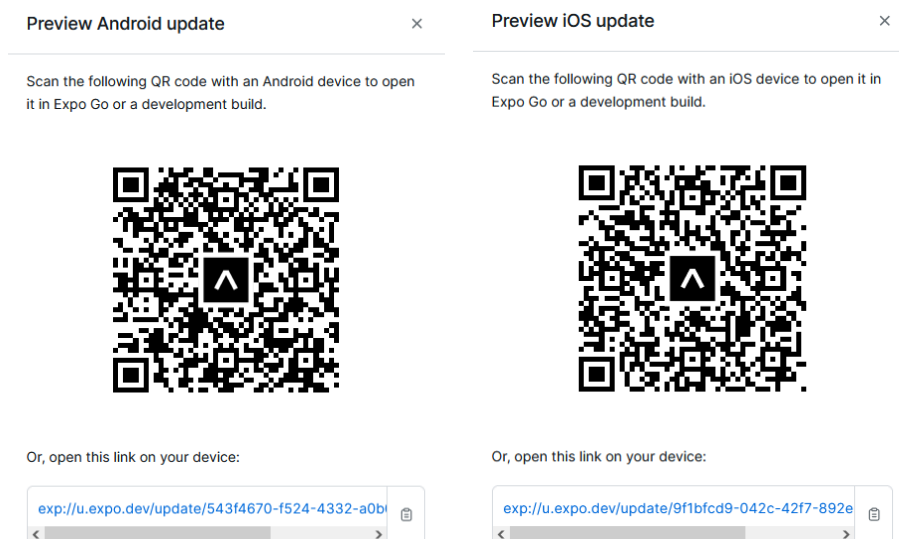 Preview Android update
Scan the following QR code with an Android device to open
it in Expo Go or a development build.
Or, open this link on your device:
exp://u.expo.dev/update/543f4670-f524-4332-a0b
Preview iOS update
Scan the following QR code with an iOS device to open it in
Expo Go or a development build.
Or, open this link on your device:
exp://u.expo.dev/update/9f1bfcd9-042c-42f7-892e